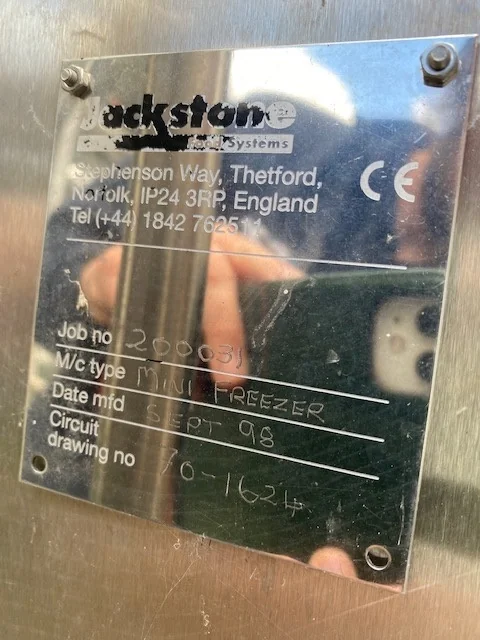 Jackstone
Food Systems
Stephenson Way, Thetford,
Norfolk, IP24 3RP, England
Tel (+44) 1842 762511
CE
Job no 200031
M/c type MINI FREEZER
Date mfd SEPT 98
Circuit
drawing no 70-1624